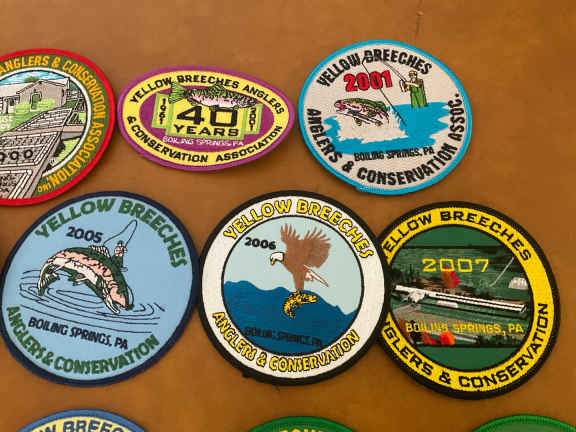 ANGLERS & CONSERVATION ASSOCIATION INC
YELLOW BREECHES ANGLERS
1961 2001
40
YEARS
BOILING SPRINGS, PA
& CONSERVATION ASSOCIATION
YELLOW BREECHES
2001
BOILING SPRINGS, PA
ANGLERS & CONSERVATION ASSOC.
YELLOW BREECHES
2005
BOILING SPRINGS, PA
ANGLERS & CONSERVATION
YELLOW BREECHES
2006
BOILING SPRINGS, PA
ANGLERS & CONSERVATION
YELLOW BREECHES
2007
BOILING SPRINGS, PA
ANGLERS & CONSERVATION